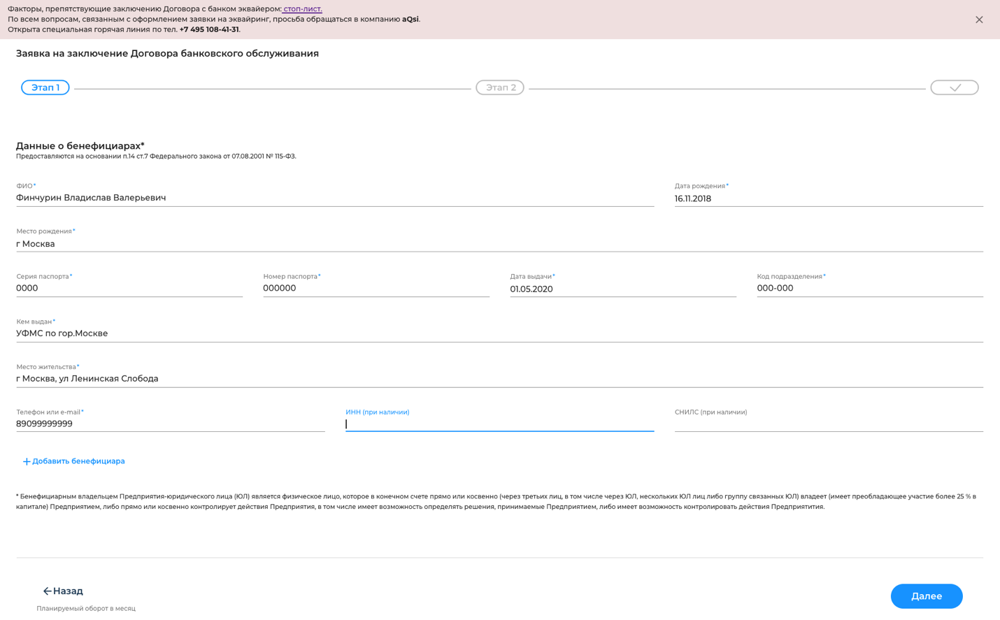 Факторы, препятствующие заключению Договора с банком эквайером: стоп-лист.
По всем вопросам, связанным с оформлением заявки на эквайринг, просьба обращаться в компанию aQsi.
Открыта специальная горячая линия по тел. +7 495 108-41-31.
Заявка на заключение Договора банковского обслуживания
Этап 1 Этап 2
Данные о бенефициарах*
Предоставляются на основании п.14 ст.7 Федерального закона от 07.08.2001 № 115-ФЗ.
ФИО* Дата рождения*
Финчурин Владислав Валерьевич 16.11.2018
Место рождения*
г Москва
Серия паспорта* Номер паспорта* Дата выдачи* Код подразделения*
0000 000000 01.05.2020 000-000
Кем выдан*
УФМС по гор.Москве
Место жительства*
г Москва, ул Ленинская Слобода
Телефон или e-mail* ИНН (при наличии) СНИЛС (при наличии)
89099999999
Добавить бенефициара
* Бенефициарным владельцем Предприятия-юридического лица (ЮЛ) является физическое лицо, которое в конечном счете прямо или косвенно (через третьих лиц, в том числе через ЮЛ, нескольких ЮЛ лиц либо группу связанных ЮЛ) владеет (имеет преобладающее участие более 25 % в
капитале) Предприятием, либо прямо или косвенно контролирует действия Предприятия, в том числе имеет возможность определять решения, принимаемые Предприятием, либо имеет возможность контролировать действия Предприятития.
Назад
Далее
Планируемый оборот в месяц